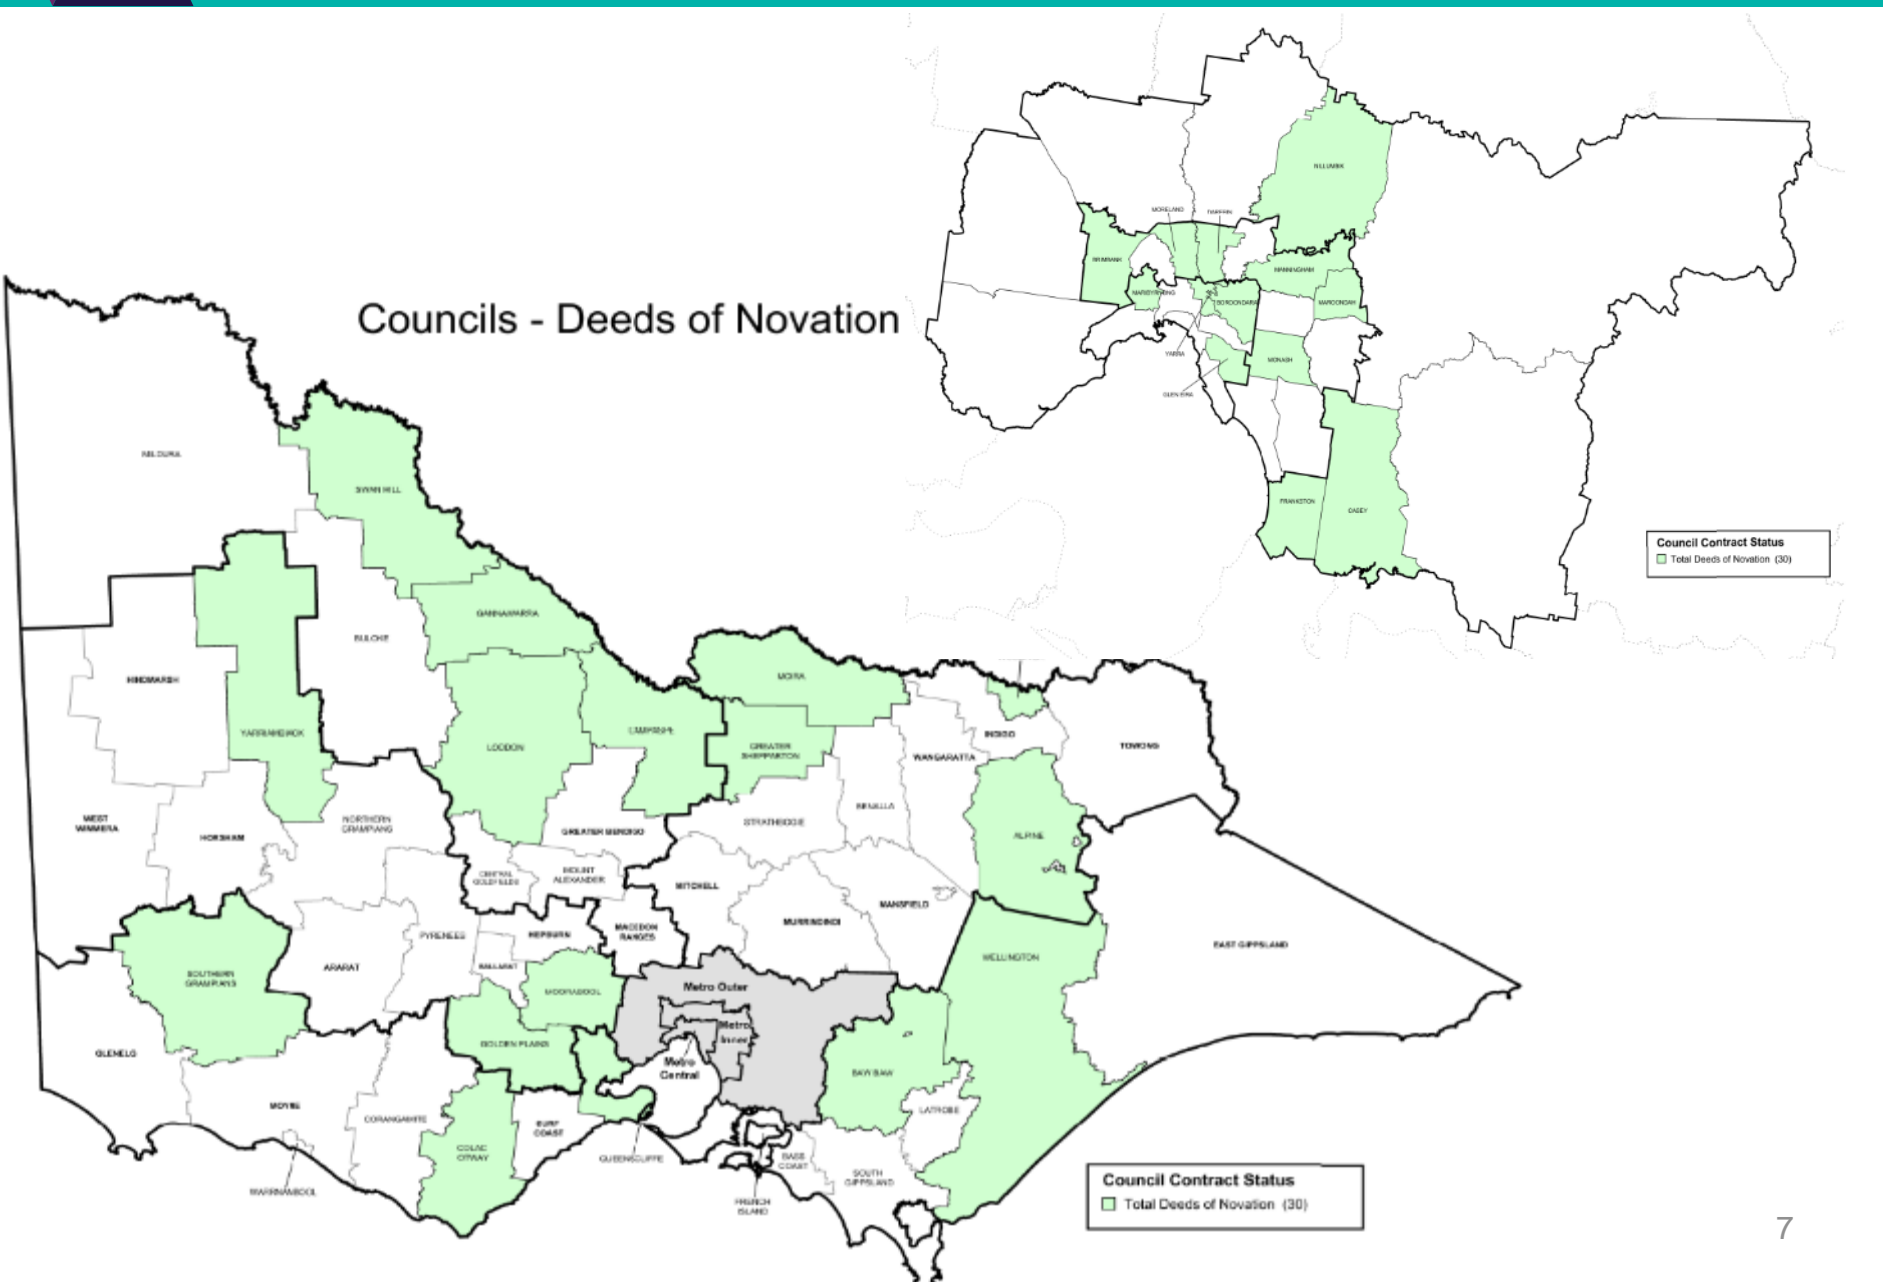 Councils - Deeds of Novation
NILLUMBIK
MORELAND
DAREBIN
BRIMBANK
MANNINGHAM
MARIBYRNONG
BOROONDARA
MAROONDAH
YARRA
MONASH
GLEN EIRA
FRANKSTON
CASEY
Council Contract Status
Total Deeds of Novation (30)
MILDURA
SWAN HILL
GANNAWARRA
BULOKE
HINDMARSH
YARRIAMBIACK
LODDON
CAMPASPE
MOIRA
GREATER
SHEPPARTON
WANGARATTA
INDIGO
TOWONG
WEST
WIMMERA
HORSHAM
NORTHERN
GRAMPIANS
GREATER BENDIGO
STRATHBOGIE
BENALLA
ALPINE
CENTRAL
GOLDFIELDS
MOUNT
ALEXANDER
MITCHELL
MURRINDINDI
MANSFIELD
SOUTHERN
GRAMPIANS
ARARAT
PYRENEES
HEPBURN
MACEDON
RANGES
BALLARAT
MOORABOOL
Metro Outer
Metro
Inner
Metro
Central
WELLINGTON
EAST GIPPSLAND
GLENELG
GOLDEN PLAINS
BAW BAW
LATROBE
MOYNE
CORANGAMITE
SURF
COAST
COLAC
OTWAY
QUEENSCLIFFE
BASS
COAST
SOUTH
GIPPSLAND
WARRNAMBOOL
FRENCH
ISLAND
Council Contract Status
Total Deeds of Novation (30)
7